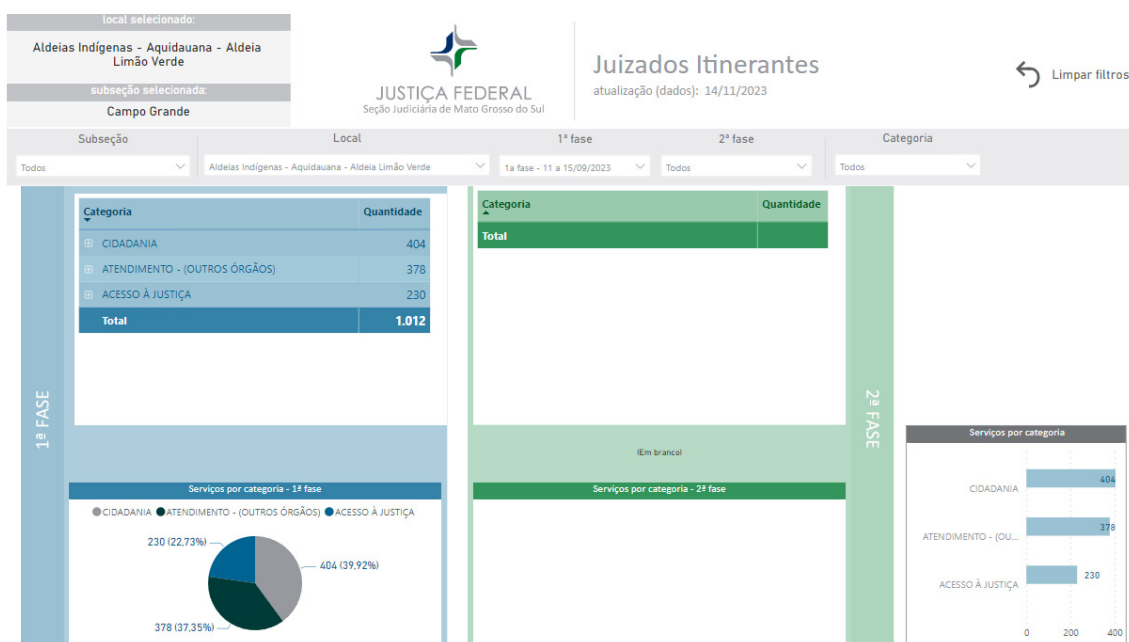 local selecionado:
Aldeias Indígenas - Aquidauana - Aldeia
Limão Verde
subseção selecionada:
Campo Grande
JUSTIÇA FEDERAL
Seção Judiciária de Mato Grosso do Sul
Juizados Itinerantes
atualização (dados): 14/11/2023
Limpar filtros
Subseção Local 1ª fase 2ª fase Categoria
Todos Aldeias Indígenas - Aquidauana - Aldeia Limão Verde 1a fase - 11 a 15/09/2023 Todos Todos
1ª FASE
Categoria Quantidade
CIDADANIA 404
ATENDIMENTO - (OUTROS ÓRGÃOS) 378
ACESSO À JUSTIÇA 230
Total 1.012
Serviços por categoria - 1ª fase
CIDADANIA ATENDIMENTO - (OUTROS ÓRGÃOS) ACESSO À JUSTIÇA
230 (22,73%)
404 (39,92%)
378 (37,35%)
Categoria Quantidade
Total
(Em branco)
Serviços por categoria - 2ª fase
2ª FASE
Serviços por categoria
CIDADANIA 404
ATENDIMENTO - (OU... 378
ACESSO À JUSTIÇA 230
0 200 400